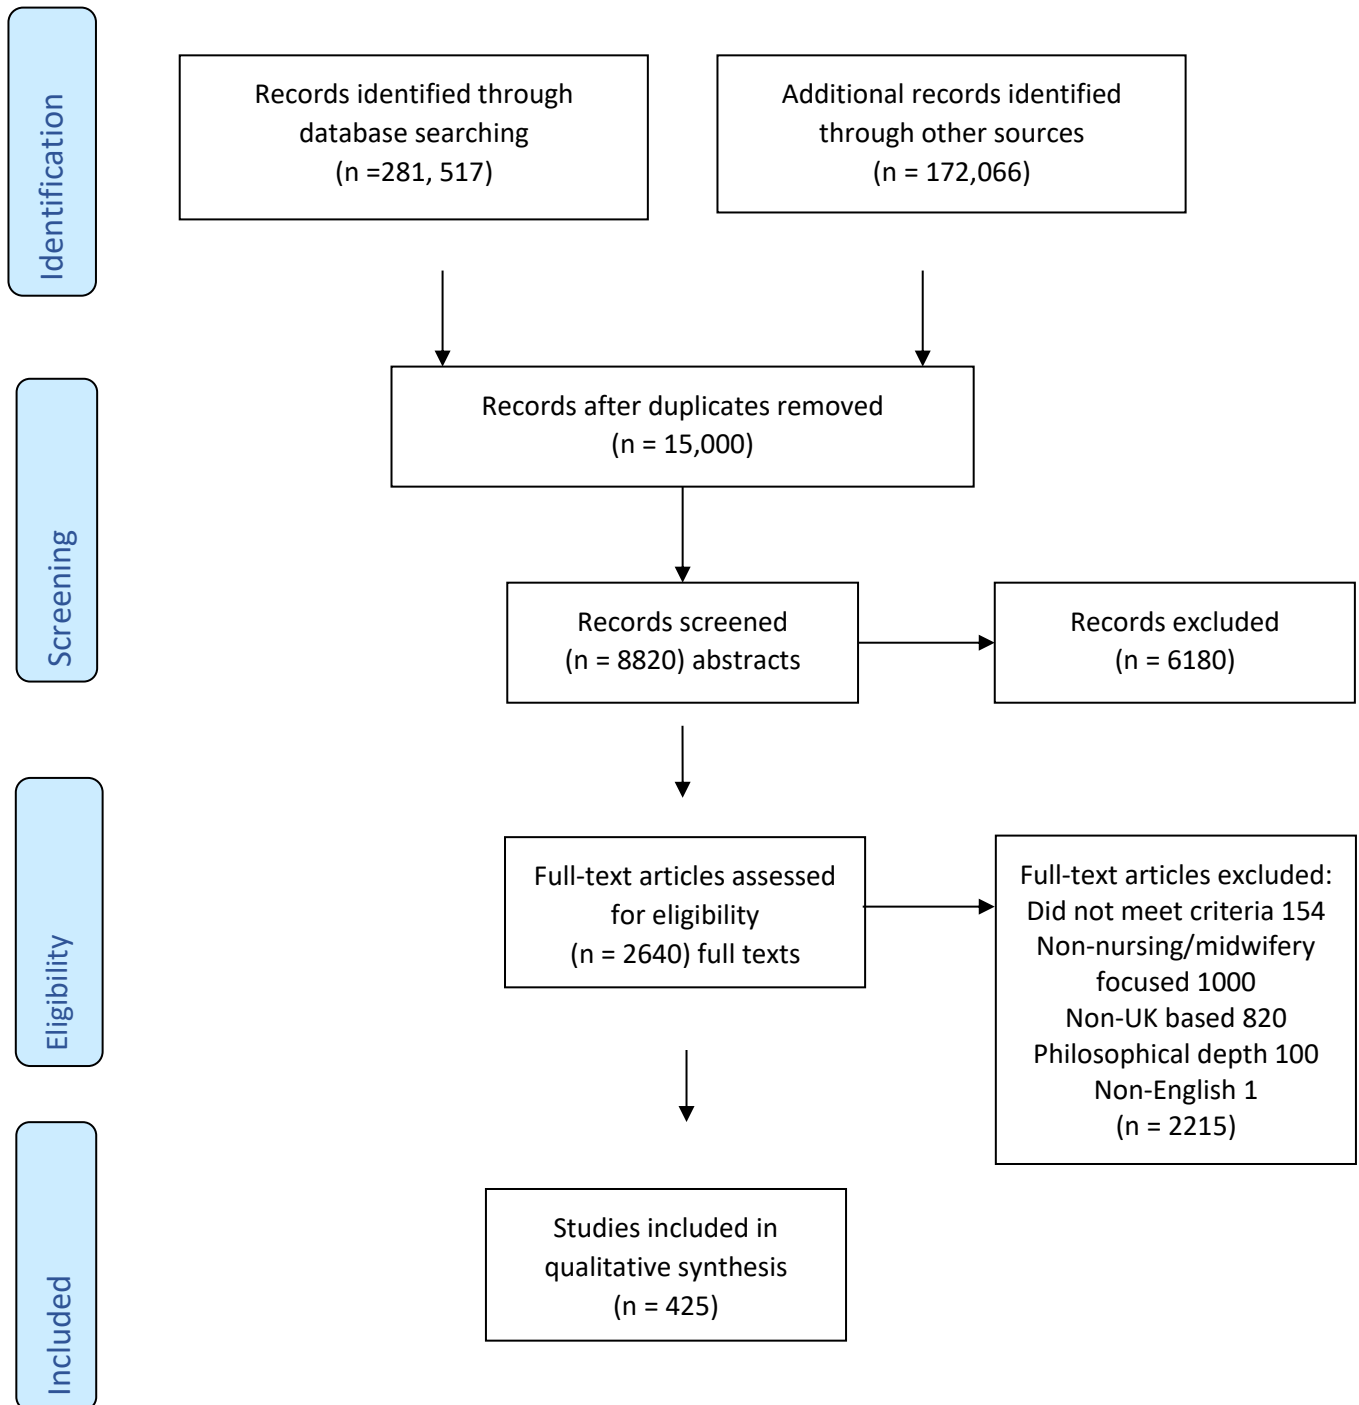 Identification
Records identified through
database searching
(n =281, 517)
Additional records identified
through other sources
(n = 172,066)
Screening
Records after duplicates removed
(n = 15,000)
Records screened
(n = 8820) abstracts
Records excluded
(n = 6180)
Eligibility
Full-text articles assessed
for eligibility
(n = 2640) full texts
Full-text articles excluded:
Did not meet criteria 154
Non-nursing/midwifery
focused 1000
Non-UK based 820
Philosophical depth 100
Non-English 1
(n = 2215)
Included
Studies included in
qualitative synthesis
(n = 425)